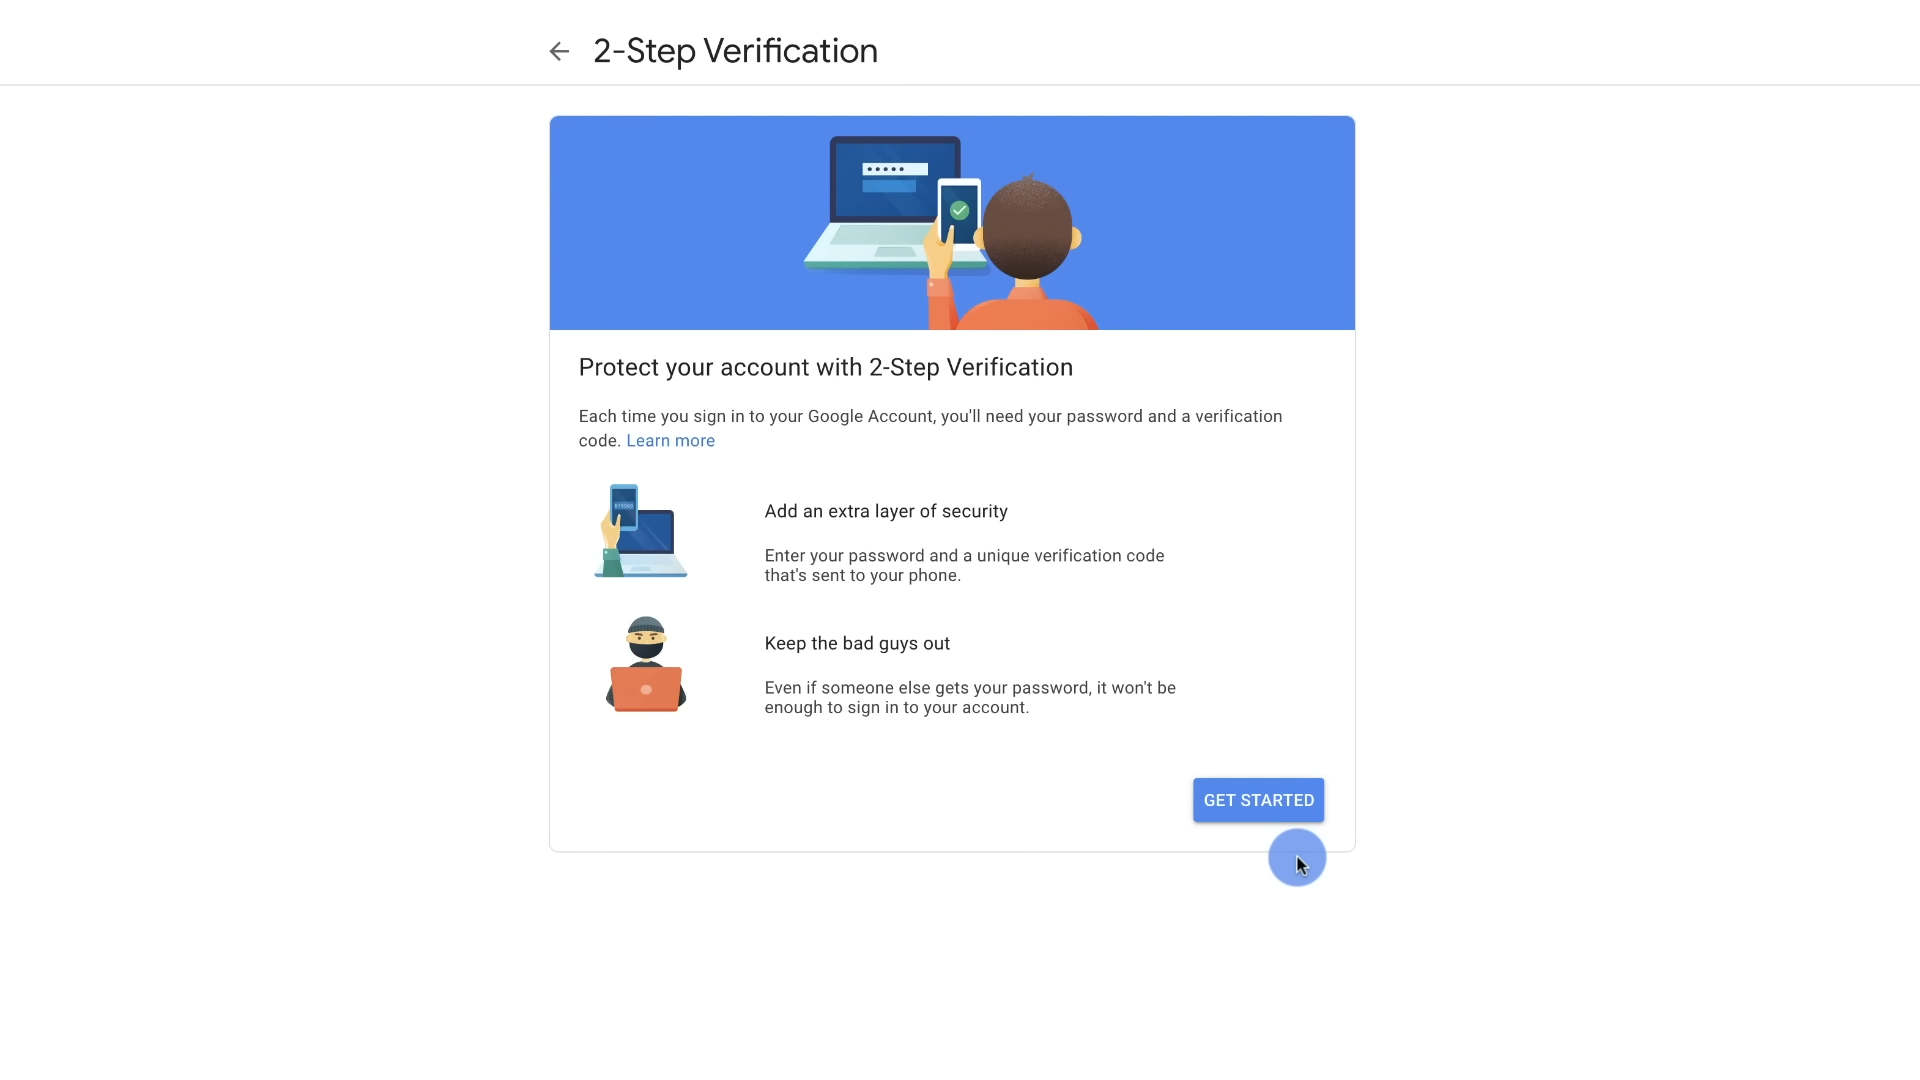 2-Step Verification
Protect your account with 2-Step Verification
Each time you sign in to your Google Account, you'll need your password and a verification
code. Learn more
Add an extra layer of security
Enter your password and a unique verification code
that's sent to your phone.
Keep the bad guys out
Even if someone else gets your password, it won't be
enough to sign in to your account.
GET STARTED